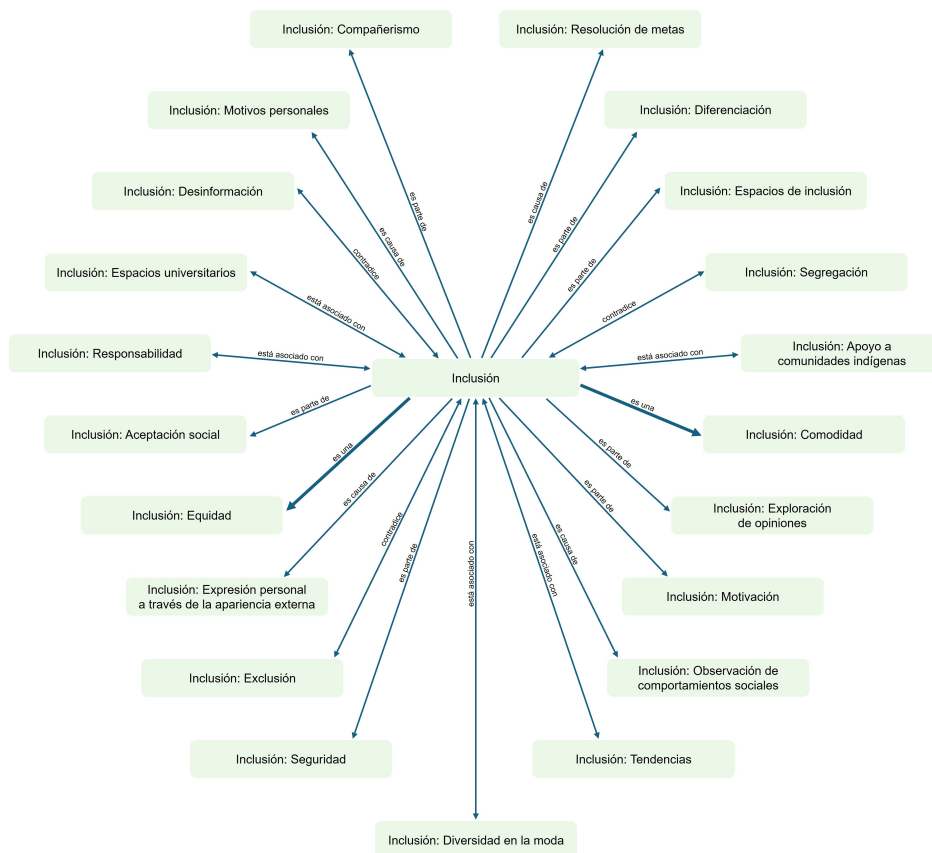 Inclusión: Compañerismo
Inclusión: Resolución de metas
Inclusión: Motivos personales
Inclusión: Diferenciación
Inclusión: Desinformación
Inclusión: Espacios de inclusión
es parte de
es causa de
es causa de
es parte de
contradice
es parte de
Inclusión: Espacios universitarios
Inclusión: Segregación
está asociado con
contradice
Inclusión: Responsabilidad
está asociado con
está asociado con
Inclusión: Apoyo a
comunidades indígenas
Inclusión
es parte de
es una
Inclusión: Aceptación social
Inclusión: Comodidad
es una
es parte de
es causa de
es parte de
Inclusión: Equidad
Inclusión: Exploración
de opiniones
contradice
es parte de
está asociado con
está asociado con
es causa de
Inclusión: Expresión personal
a través de la apariencia externa
Inclusión: Motivación
Inclusión: Exclusión
Inclusión: Observación de
comportamientos sociales
Inclusión: Seguridad
Inclusión: Tendencias
Inclusión: Diversidad en la moda